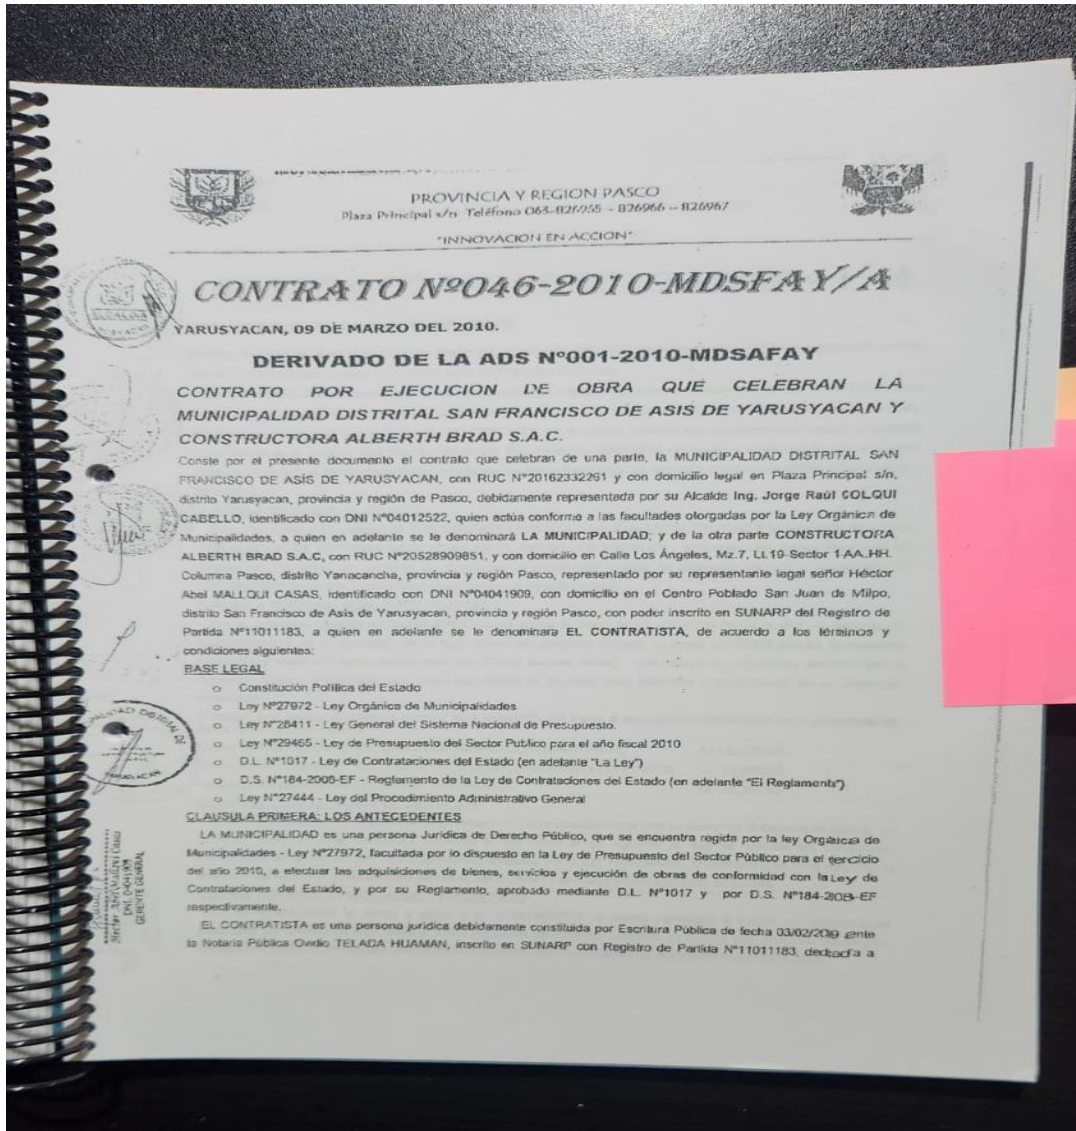 PROVINCIA Y REGION PASCO
Plaza Principal s/n Teléfono 063-826955 - 826966 - 826967
"INNOVACION EN ACCION"
CONTRATO Nº046-2010-MDSFAY/A
YARUSYACAN, 09 DE MARZO DEL 2010.
DERIVADO DE LA ADS Nº001-2010-MDSAFAY
CONTRATO POR EJECUCION DE OBRA QUE CELEBRAN LA
MUNICIPALIDAD DISTRITAL SAN FRANCISCO DE ASIS DE YARUSYACAN Y
CONSTRUCTORA ALBERTH BRAD S.A.C.
Conste por el presente documento el contrato que celebran de una parte, la MUNICIPALIDAD DISTRITAL SAN
FRANCISCO DE ASÍS DE YARUSYACAN, con RUC Nº20162332261 y con domicilio legal en Plaza Principal s/n,
distrito Yarusyacan, provincia y región de Pasco, debidamente representada por su Alcalde Ing. Jorge Raúl COLQUI
CABELLO, identificado con DNI Nº04012522, quien actúa conforme a las facultades otorgadas por la Ley Orgánica de
Municipalidades, a quien en adelante se le denominará LA MUNICIPALIDAD; y de la otra parte CONSTRUCTORA
ALBERTH BRAD S.A.C, con RUC Nº20528909851, y con domicilio en Calle Los Ángeles, Mz.7, Lt.19-Sector 1-AA.HH.
Columna Pasco, distrito Yanacancha, provincia y región Pasco, representado por su representante legal señor Héctor
Abel MALLQUI CASAS, identificado con DNI Nº04041909, con domicilio en el Centro Poblado San Juan de Milpo,
distrito San Francisco de Asis de Yarusyacan, provincia y región Pasco, con poder inscrito en SUNARP del Registro de
Partida Nº11011183, a quien en adelante se le denominara EL CONTRATISTA, de acuerdo a los términos y
condiciones siguientes:
BASE LEGAL
o Constitución Política del Estado
o Ley Nº27972 - Ley Orgánica de Municipalidades
o Ley Nº28411 - Ley General del Sistema Nacional de Presupuesto.
o Ley Nº29465 - Ley de Presupuesto del Sector Publico para el año fiscal 2010
o D.L. Nº1017 - Ley de Contrataciones del Estado (en adelante "La Ley")
o D.S. Nº184-2008-EF - Reglamento de la Ley de Contrataciones del Estado (en adelante "El Reglamento")
o Ley Nº27444 - Ley del Procedimiento Administrativo General
CLAUSULA PRIMERA: LOS ANTECEDENTES
LA MUNICIPALIDAD es una persona Jurídica de Derecho Público, que se encuentra regida por la ley Orgánica de
Municipalidades - Ley Nº27972, facultada por lo dispuesto en la Ley de Presupuesto del Sector Público para el ejercicio
del año 2010, a efectuar las adquisiciones de bienes, servicios y ejecución de obras de conformidad con la Ley de
Contrataciones del Estado, y por su Reglamento, aprobado mediante D.L. Nº1017 y por D.S. Nº184-2008-EF
respectivamente.
EL CONTRATISTA es una persona jurídica debidamente constituida por Escritura Pública de fecha 03/02/2009 ante
la Notaria Pública Ovidio TELADA HUAMAN, inscrito en SUNARP con Registro de Partida Nº11011183, dedicada a
ALCALDIA
YARUSYACAN
DISTRITAL DE
YARUSYACAN
Hector Abel Mallqui Casas
DNI. 04041909
GERENTE GENERAL